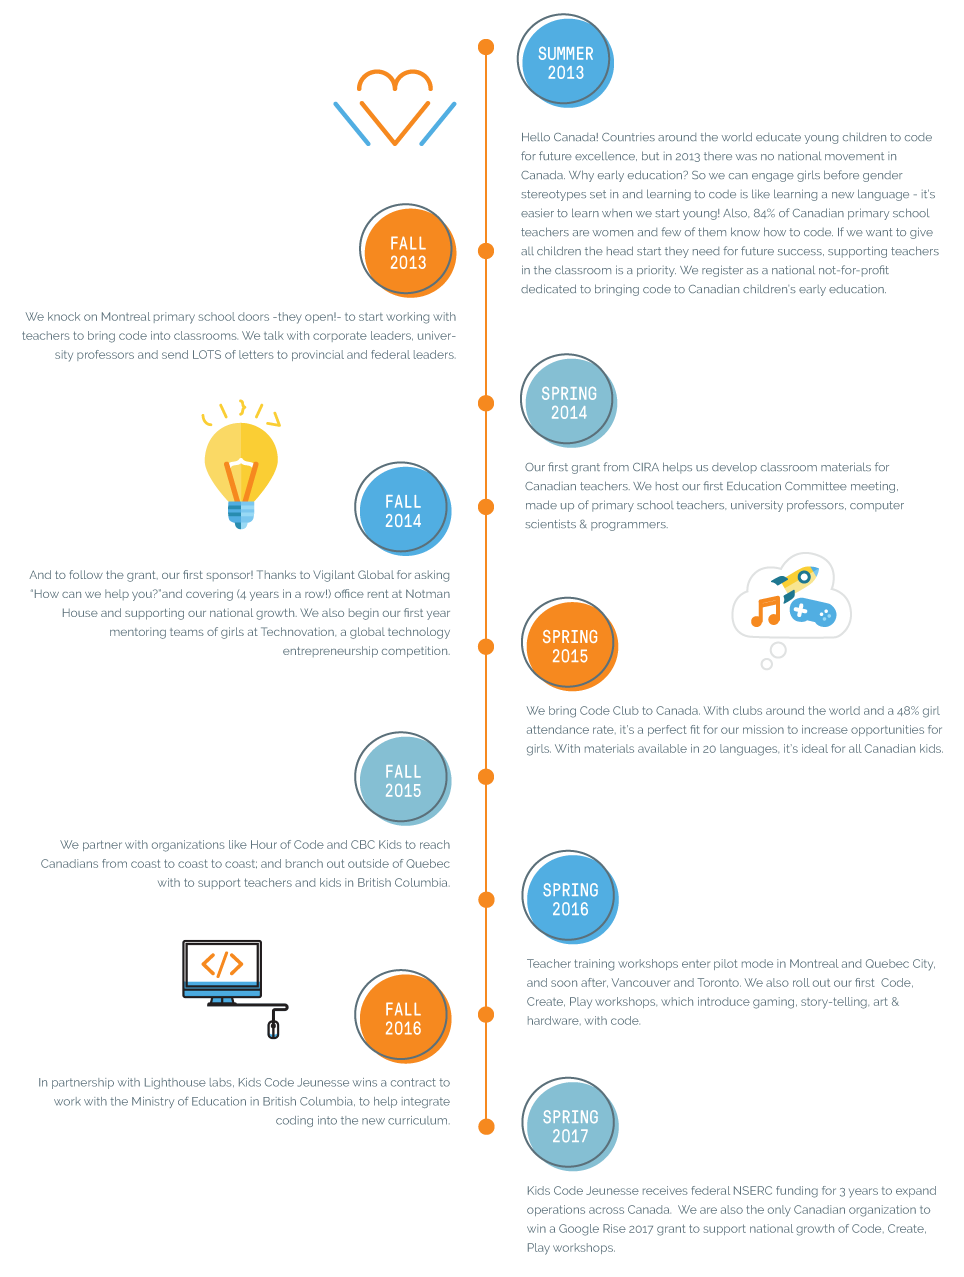 SUMMER
2013
Hello Canada! Countries around the world educate young children to code
for future excellence, but in 2013 there was no national movement in
Canada. Why early education? So we can engage girls before gender
stereotypes set in and learning to code is like learning a new language - it's
easier to learn when we start young! Also, 84% of Canadian primary school
teachers are women and few of them know how to code. If we want to give
all children the head start they need for future success, supporting teachers
in the classroom is a priority. We register as a national not-for-profit
dedicated to bringing code to Canadian children's early education.
FALL
2013
We knock on Montreal primary school doors -they open!- to start working with
teachers to bring code into classrooms. We talk with corporate leaders, univer-
sity professors and send LOTS of letters to provincial and federal leaders.
SPRING
2014
Our first grant from CIRA helps us develop classroom materials for
Canadian teachers. We host our first Education Committee meeting,
made up of primary school teachers, university professors, computer
scientists & programmers.
FALL
2014
And to follow the grant, our first sponsor! Thanks to Vigilant Global for asking
"How can we help you?"and covering (4 years in a row!) office rent at Notman
House and supporting our national growth. We also begin our first year
mentoring teams of girls at Technovation, a global technology
entrepreneurship competition.
SPRING
2015
We bring Code Club to Canada. With clubs around the world and a 48% girl
attendance rate, it's a perfect fit for our mission to increase opportunities for
girls. With materials available in 20 languages, it's ideal for all Canadian kids.
FALL
2015
We partner with organizations like Hour of Code and CBC Kids to reach
Canadians from coast to coast to coast; and branch out outside of Quebec
with to support teachers and kids in British Columbia.
SPRING
2016
Teacher training workshops enter pilot mode in Montreal and Quebec City,
and soon after, Vancouver and Toronto. We also roll out our first  Code,
Create, Play workshops, which introduce gaming, story-telling, art &
hardware, with code.
FALL
2016
In partnership with Lighthouse labs, Kids Code Jeunesse wins a contract to
work with the Ministry of Education in British Columbia, to help integrate
coding into the new curriculum.
SPRING
2017
Kids Code Jeunesse receives federal NSERC funding for 3 years to expand
operations across Canada.  We are also the only Canadian organization to
win a Google Rise 2017 grant to support national growth of Code, Create,
Play workshops.